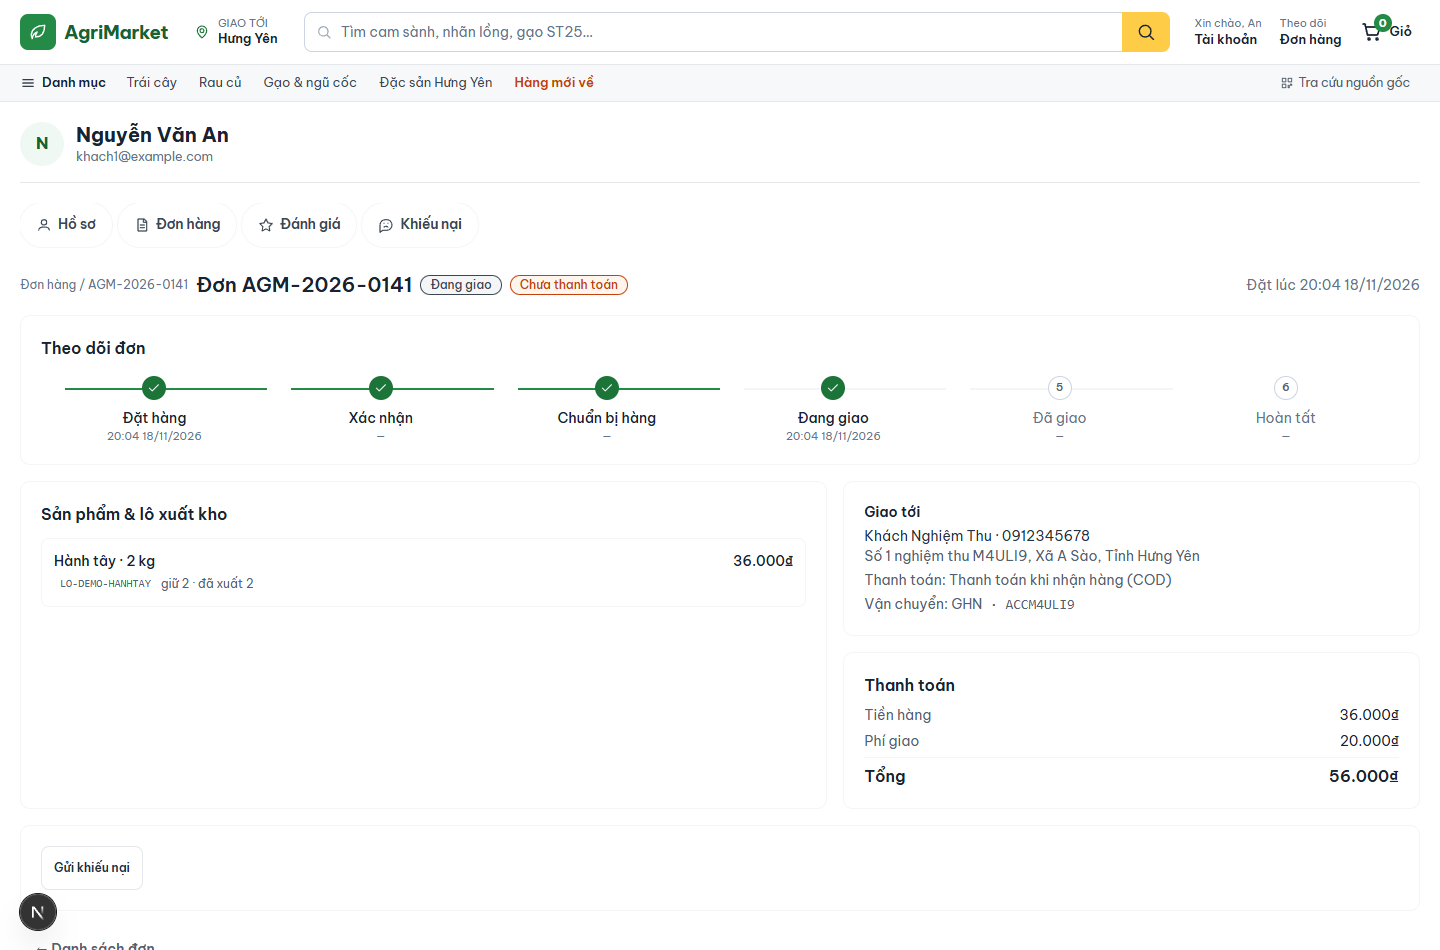 AgriMarket
GIAO TỚI
Hưng Yên
Tìm cam sành, nhãn lồng, gạo ST25...
Xin chào, An
Tài khoản
Theo dõi
Đơn hàng
0
Giỏ
Danh mục
Trái cây
Rau củ
Gạo & ngũ cốc
Đặc sản Hưng Yên
Hàng mới về
Tra cứu nguồn gốc
N
Nguyễn Văn An
khach1@example.com
Hồ sơ
Đơn hàng
Đánh giá
Khiếu nại
Đơn hàng / AGM-2026-0141
Đơn AGM-2026-0141
Đang giao
Chưa thanh toán
Đặt lúc 20:04 18/11/2026
Theo dõi đơn
5
6
Đặt hàng
Xác nhận
Chuẩn bị hàng
Đang giao
Đã giao
Hoàn tất
20:04 18/11/2026
—
—
20:04 18/11/2026
—
—
Sản phẩm & lô xuất kho
Hành tây · 2 kg
36.000₫
LO-DEMO-HANHTAY giữ 2 · đã xuất 2
Giao tới
Khách Nghiệm Thu · 0912345678
Số 1 nghiệm thu M4ULI9, Xã A Sào, Tỉnh Hưng Yên
Thanh toán: Thanh toán khi nhận hàng (COD)
Vận chuyển: GHN · ACCM4ULI9
Thanh toán
Tiền hàng
36.000₫
Phí giao
20.000₫
Tổng
56.000₫
Gửi khiếu nại
N
← Danh sách đơn